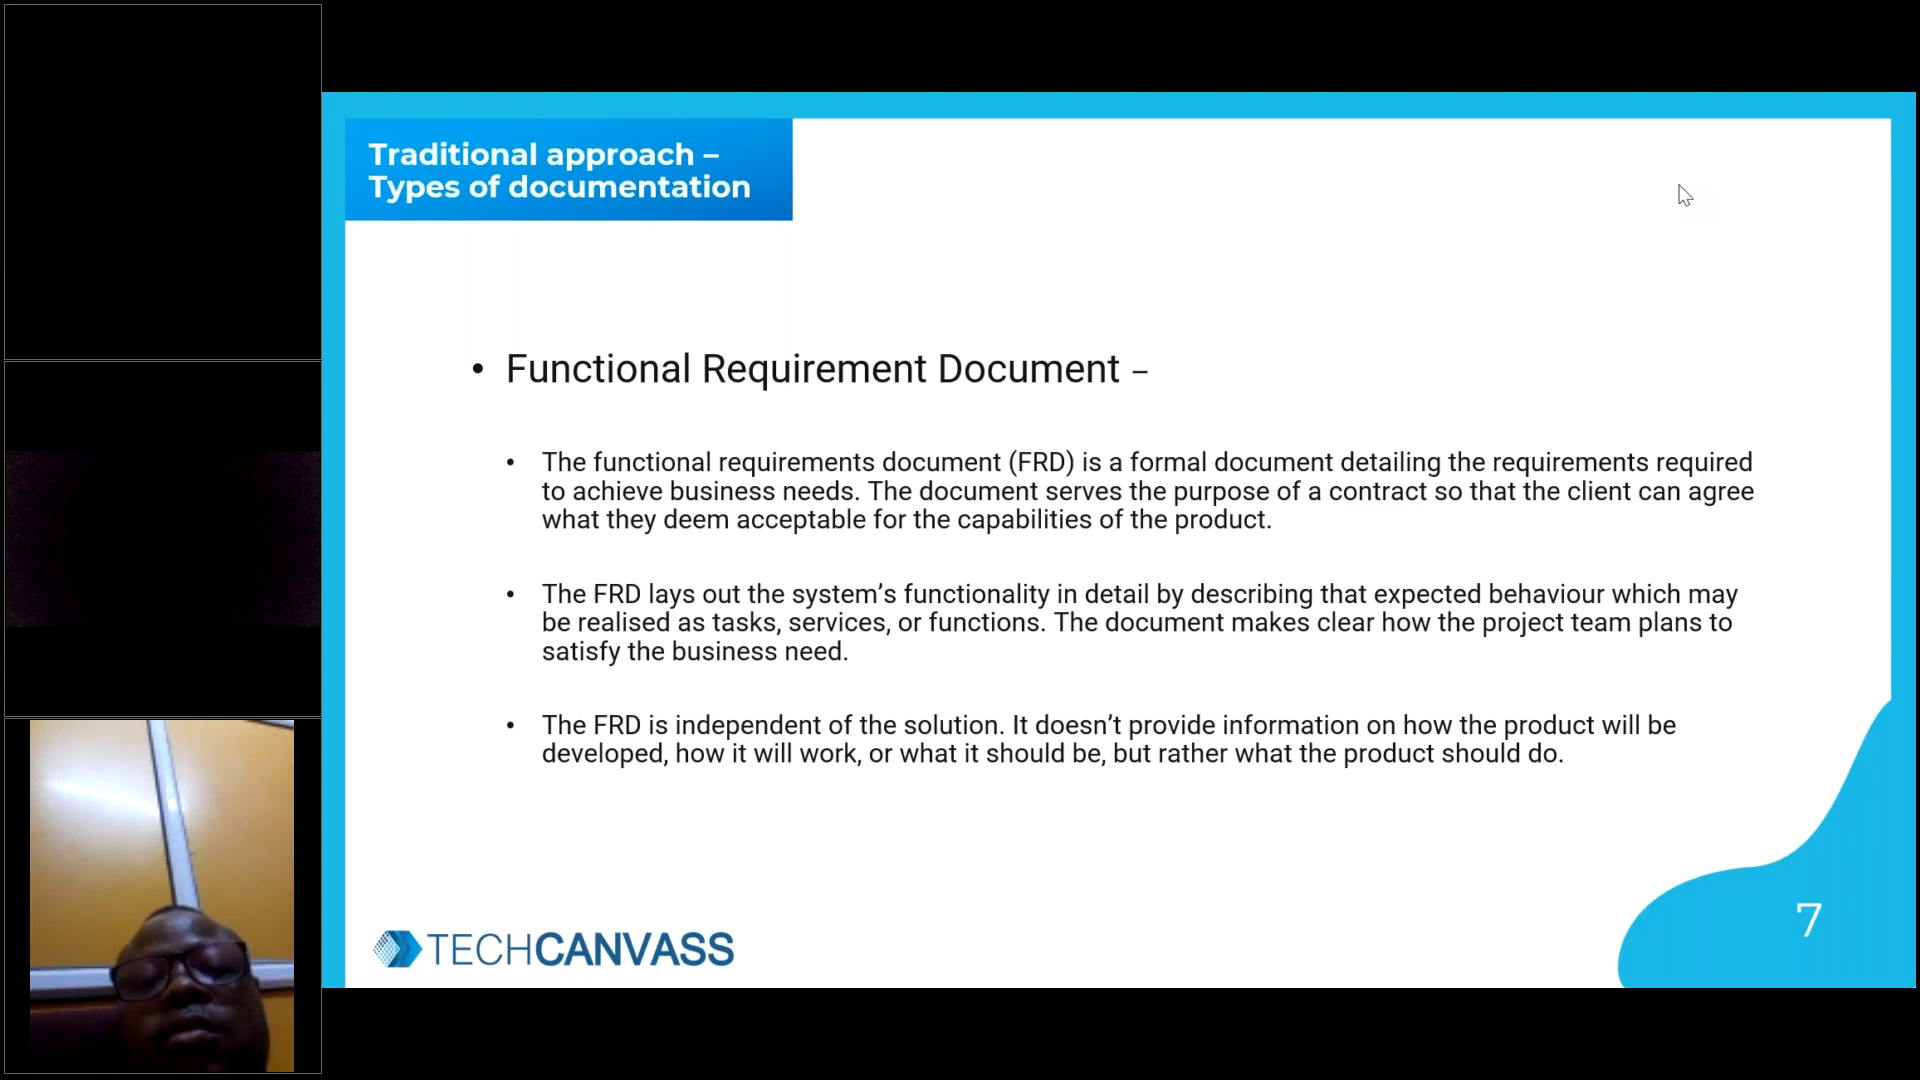 Traditional approach –
Types of documentation
• Functional Requirement Document –
• The functional requirements document (FRD) is a formal document detailing the requirements required
to achieve business needs. The document serves the purpose of a contract so that the client can agree
what they deem acceptable for the capabilities of the product.
• The FRD lays out the system’s functionality in detail by describing that expected behaviour which may
be realised as tasks, services, or functions. The document makes clear how the project team plans to
satisfy the business need.
• The FRD is independent of the solution. It doesn’t provide information on how the product will be
developed, how it will work, or what it should be, but rather what the product should do.
TECHCANVASS
7